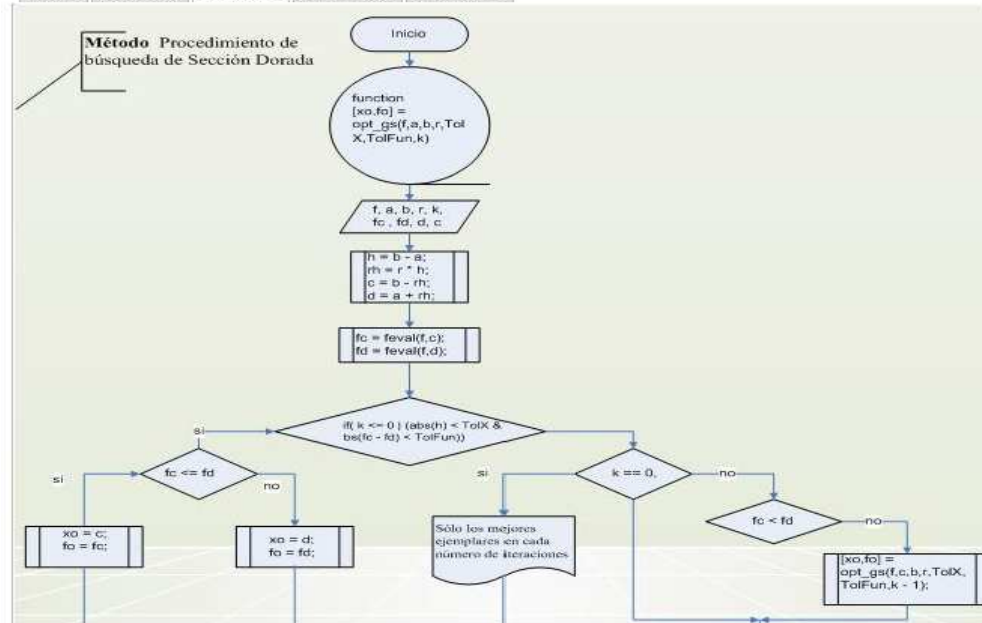 Método Procedimiento de
búsqueda de Sección Dorada
Inicio
function
[xo,fo] =
opt_gs(f,a,b,r,Tol
X,TolFun,k)
f, a, b, r, k,
fc , fd, d, c
h = b - a;
rh = r * h;
c = b - rh;
d = a + rh;
fc = feval(f,c);
fd = feval(f,d);
if( k <= 0 | (abs(h) < TolX &
bs(fc - fd) < TolFun))
si
fc <= fd
si
no
xo = c;
fo = fc;
xo = d;
fo = fd;
k == 0,
si
no
Sólo los mejores
ejemplares en cada
número de iteraciones
fc < fd
no
[xo,fo] =
opt_gs(f,c,b,r,TolX,
TolFun,k - 1);